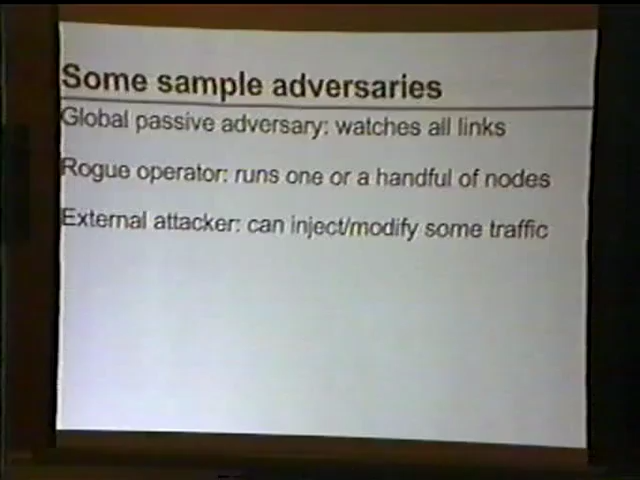 Some sample adversaries
Global passive adversary: watches all links
Rogue operator: runs one or a handful of nodes
External attacker: can inject/modify some traffic